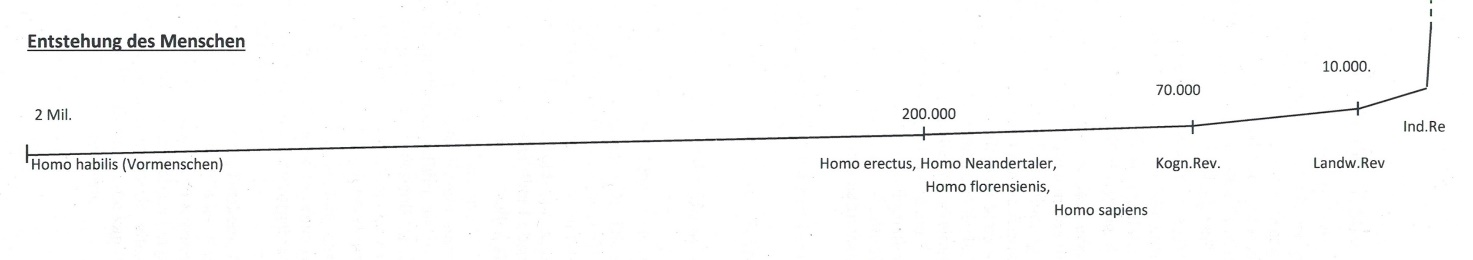 Entstehung des Menschen
10.000.
70.000
2 Mil.
200.000
Ind.Re
Homo habilis (Vormenschen)
Homo erectus, Homo Neandertaler,
Kogn.Rev.
Landw.Rev
Homo florensienis,
Homo sapiens